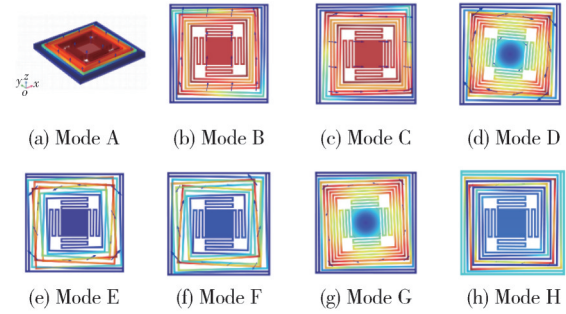 y z x
o
(a) Mode A (b) Mode B (c) Mode C (d) Mode D
(e) Mode E (f) Mode F (g) Mode G (h) Mode H